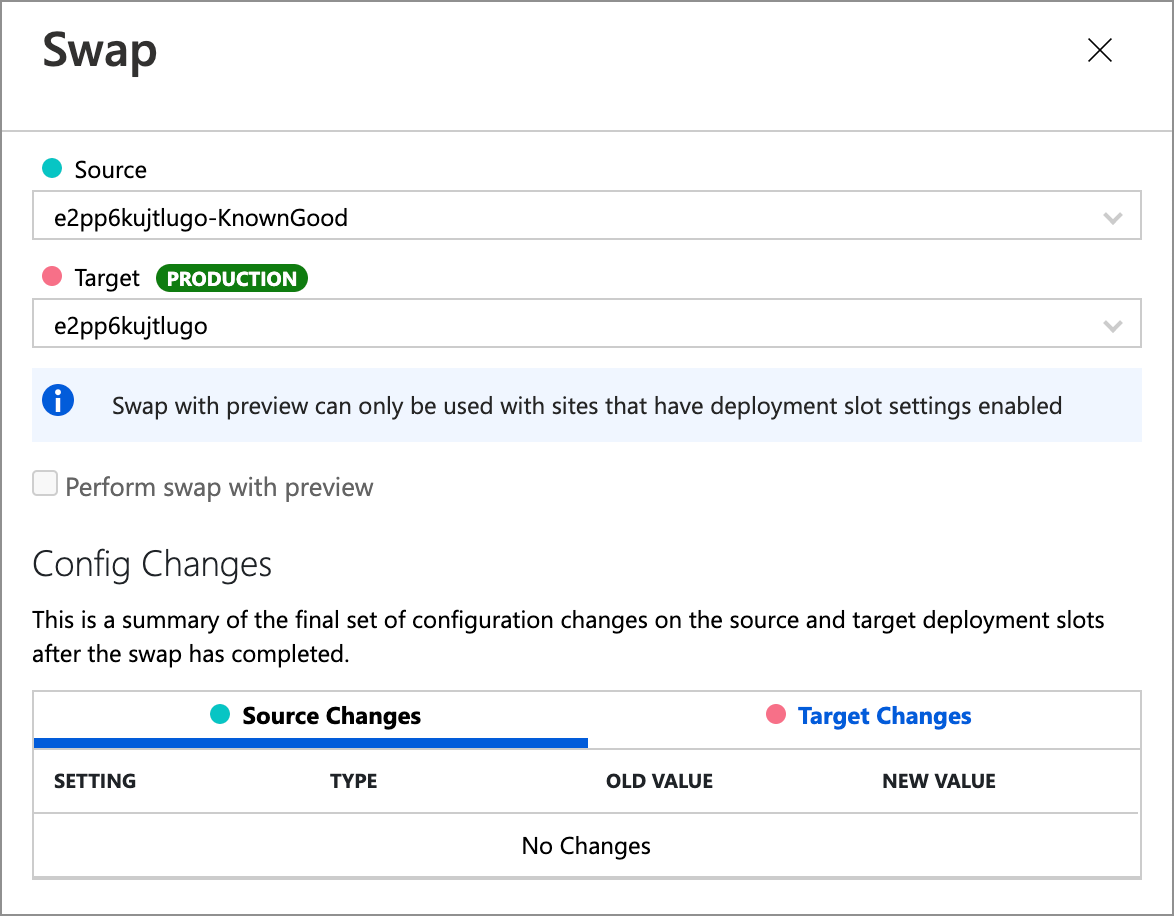 Swap
Source
e2pp6kujtlugo-KnownGood
Target PRODUCTION
e2pp6kujtlugo
Swap with preview can only be used with sites that have deployment slot settings enabled
Perform swap with preview
Config Changes
This is a summary of the final set of configuration changes on the source and target deployment slots
after the swap has completed.
Source Changes Target Changes
SETTING TYPE OLD VALUE NEW VALUE
No Changes